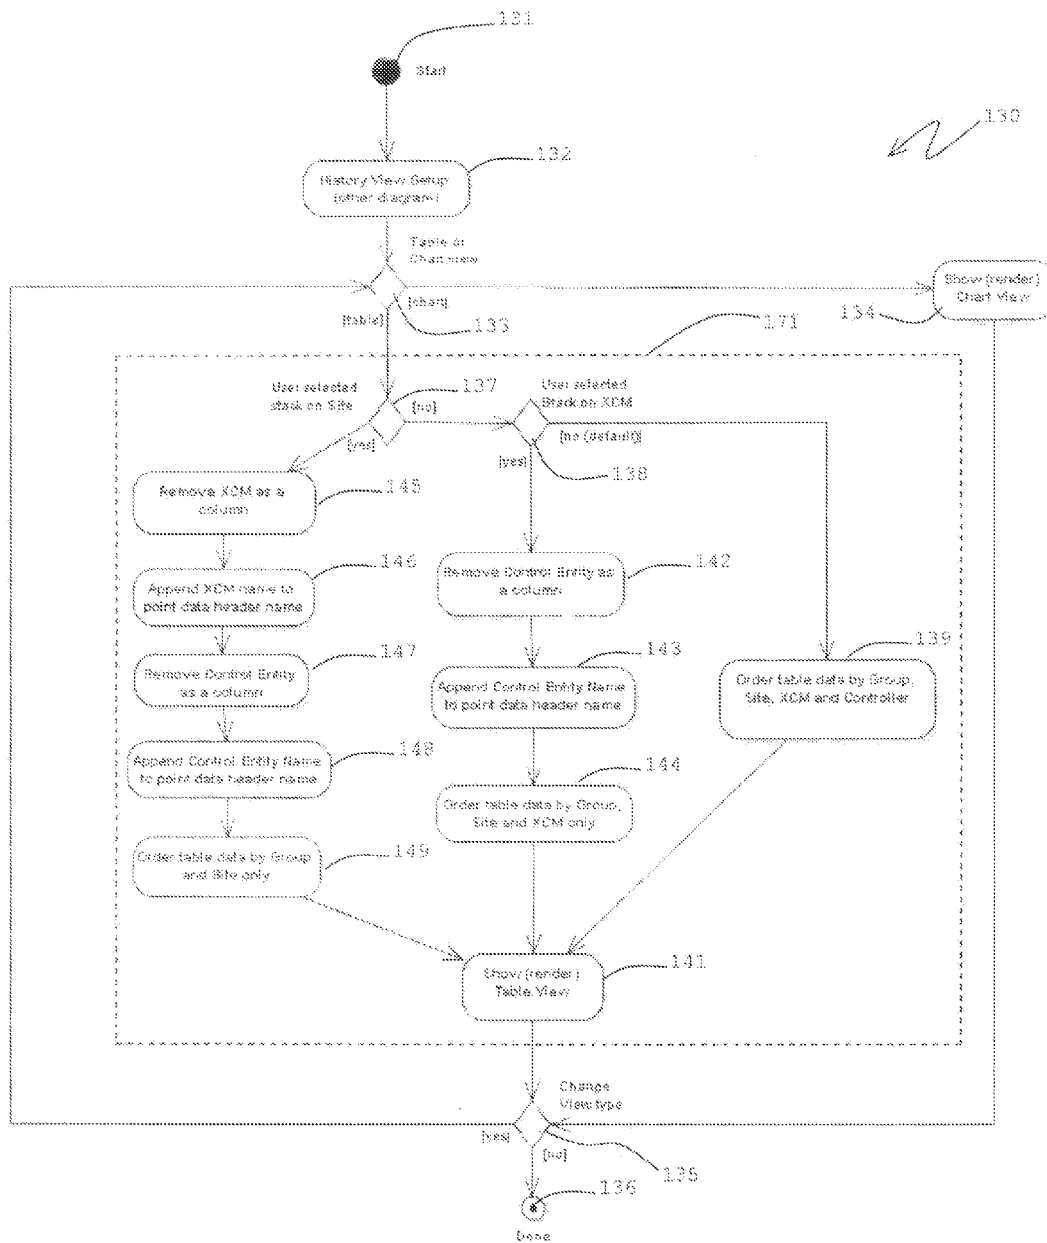 131
Start
130
132
History View Setup
(other diagram)
Table or
Chart view
[chart]
[table]
133
Show (render)
Chart View
134
171
User selected
stack on Site
137
[no]
[yes]
User selected
Stack on XCM
[no (default)]
[yes]
138
Remove XCM as a
column
145
Append XCM name to
point data header name
146
Remove Control Entity
as a column
147
Append Control Entity Name
to point data header name
148
Order table data by Group
and Site only
149
Remove Control Entity as
a column
142
Append Control Entity Name
to point data header name
143
Order table data by Group,
Site and XCM only
144
Order table data by Group,
Site, XCM and Controller
139
Show (render)
Table View
141
Change
View type
[yes]
[no]
135
136
Done